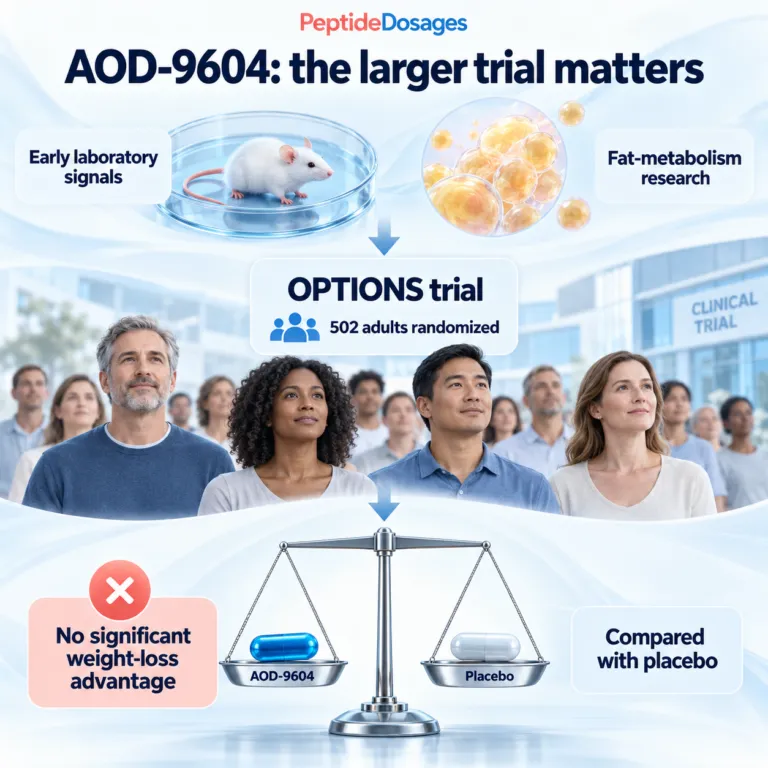 PeptideDosages
AOD-9604: the larger trial matters
Early laboratory
signals
Fat-metabolism
research
OPTIONS trial
502 adults randomized
CLINICAL
TRIAL
No significant
weight-loss
advantage
AOD-9604
Placebo
Compared
with placebo